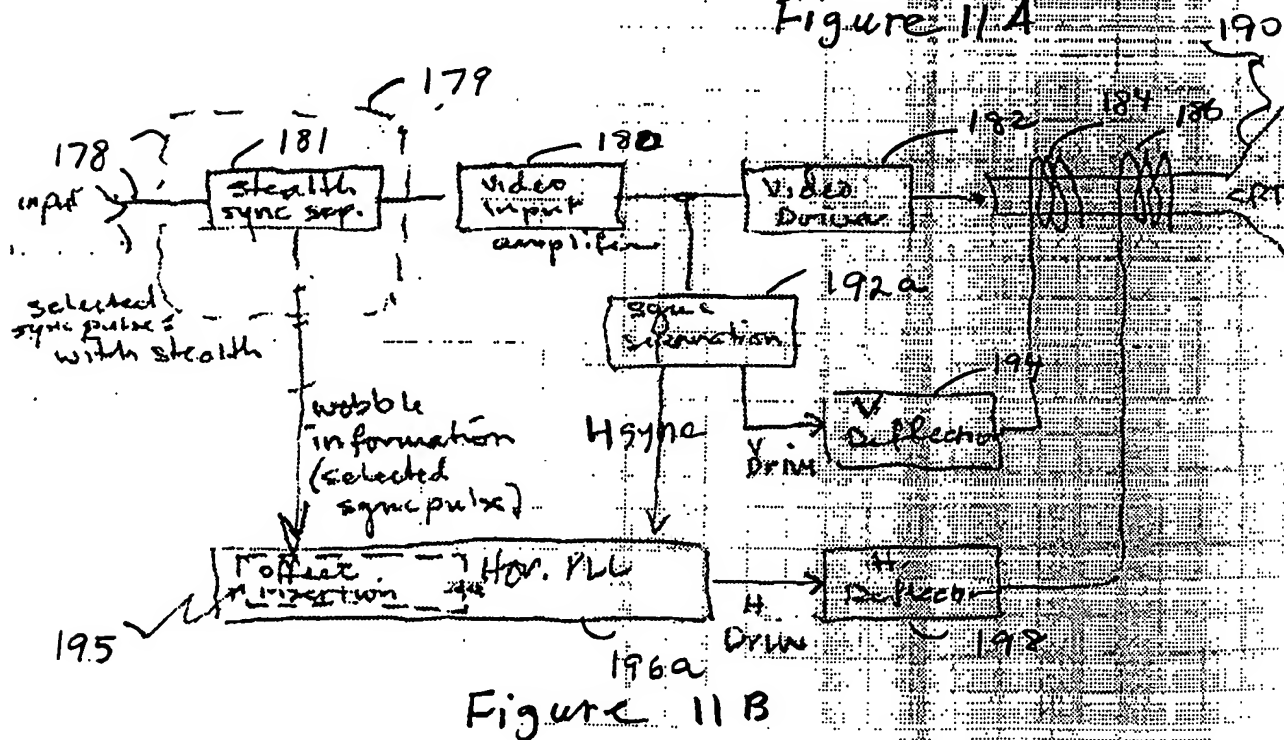 Figure 11A
190
179
184
186
178
181
180
182
input
stealth
sync sep.
video
input
amplifier
Video
Driver
CRT
selected
sync pulse
with stealth
192a
sync
separation
194
wobble
information
(selected
sync pulse)
H sync
V
Drive
V
Deflection
offset
insertion
Hor. PLL
H
Drive
H
Deflection
195
196a
198
Figure 11B